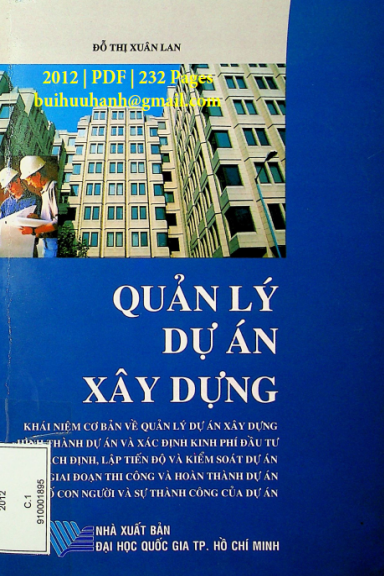 ĐỖ THỊ XUÂN LAN
2012 | PDF | 232 Pages
buihuuhanh@gmail.com
QUẢN LÝ
DỰ ÁN
XÂY DỰNG
KHÁI NIỆM CƠ BẢN VỀ QUẢN LÝ DỰ ÁN XÂY DỰNG
HÌNH THÀNH DỰ ÁN VÀ XÁC ĐỊNH KINH PHÍ ĐẦU TƯ
ĐỊNH, LẬP TIẾN ĐỘ VÀ KIỂM SOÁT DỰ ÁN
GIAI ĐOẠN THI CÔNG VÀ HOÀN THÀNH DỰ ÁN
CON NGƯỜI VÀ SỰ THÀNH CÔNG CỦA DỰ ÁN
2012
C.1
910001895
NHÀ XUẤT BẢN
ĐẠI HỌC QUỐC GIA TP. HỒ CHÍ MINH